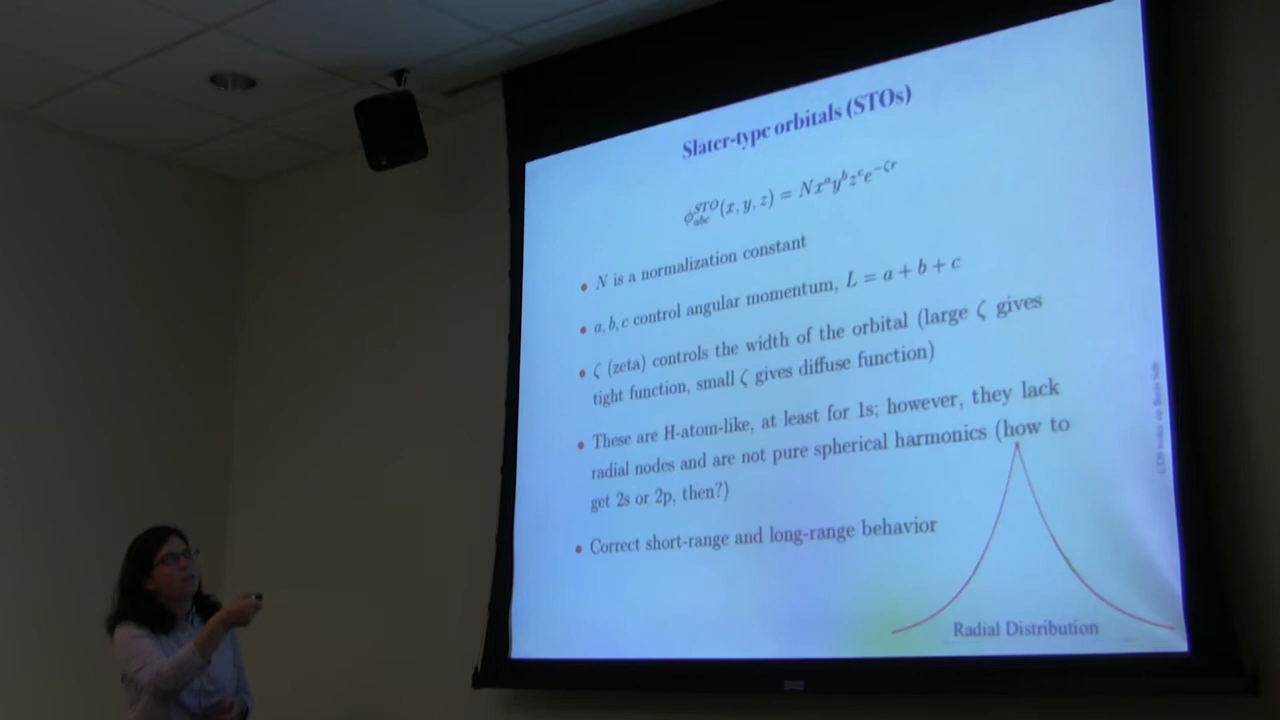 Slater-type orbitals (STOs)
ϕ_{abc}^{STO}(x, y, z) = Nx^a y^b z^c e^{−ζr}
• N is a normalization constant
• a, b, c control angular momentum, L = a + b + c
• ζ (zeta) controls the width of the orbital (large ζ gives
tight function, small ζ gives diffuse function)
• These are H-atom-like, at least for 1s; however, they lack
radial nodes and are not pure spherical harmonics (how to
get 2s or 2p, then?)
• Correct short-range and long-range behavior
Radial Distribution